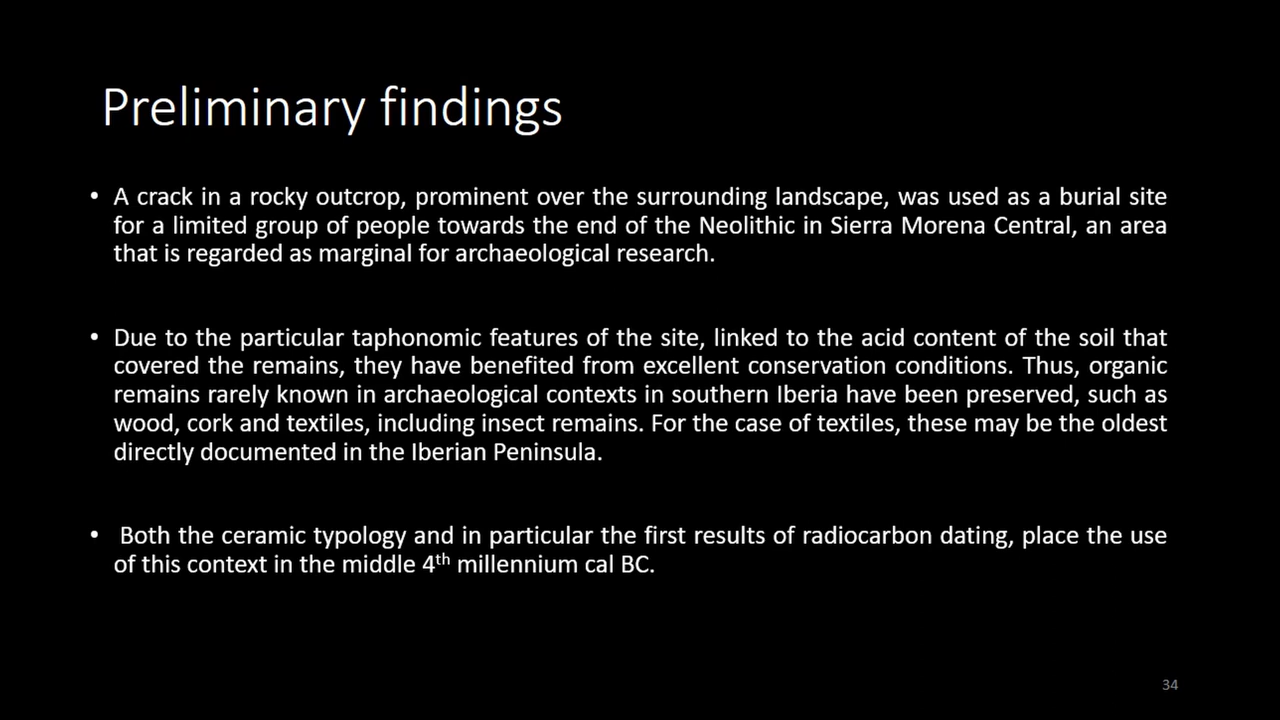 Preliminary findings
• A crack in a rocky outcrop, prominent over the surrounding landscape, was used as a burial site
for a limited group of people towards the end of the Neolithic in Sierra Morena Central, an area
that is regarded as marginal for archaeological research.
• Due to the particular taphonomic features of the site, linked to the acid content of the soil that
covered the remains, they have benefited from excellent conservation conditions. Thus, organic
remains rarely known in archaeological contexts in southern Iberia have been preserved, such as
wood, cork and textiles, including insect remains. For the case of textiles, these may be the oldest
directly documented in the Iberian Peninsula.
• Both the ceramic typology and in particular the first results of radiocarbon dating, place the use
of this context in the middle 4th millennium cal BC.
34